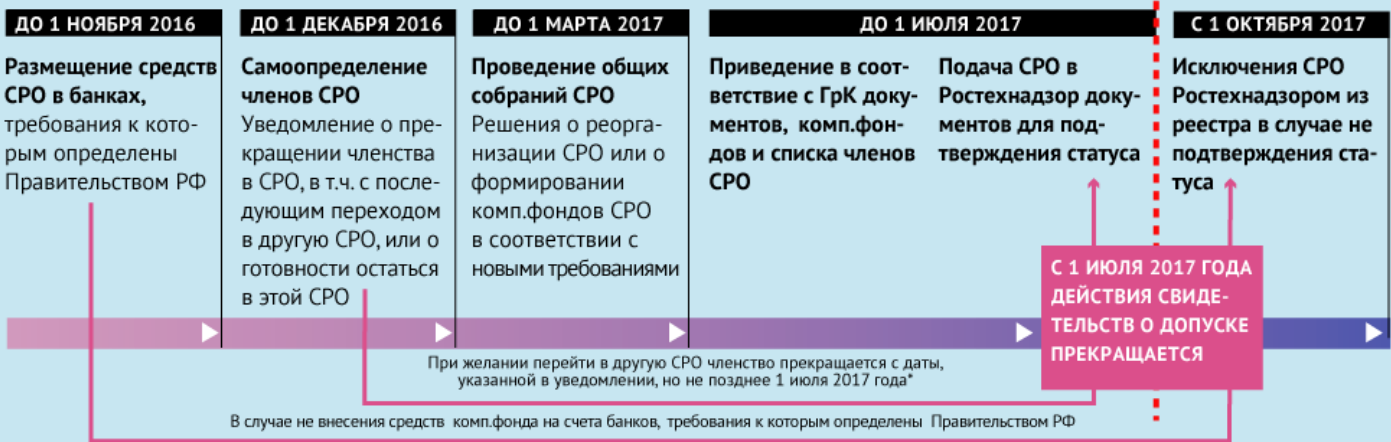 ДО 1 НОЯБРЯ 2016
Размещение средств
СРО в банках,
требования к кото-
рым определены
Правительством РФ
ДО 1 ДЕКАБРЯ 2016
Самоопределение
членов СРО
Уведомление о пре-
кращении членства
в СРО, в т.ч. с после-
дующим переходом
в другую СРО, или о
готовности остаться
в этой СРО
ДО 1 МАРТА 2017
Проведение общих
собраний СРО
Решения о реорга-
низации СРО или о
формировании
комп.фондов СРО
в соответствии с
новыми требованиями
ДО 1 ИЮЛЯ 2017
Приведение в соот-
ветствие с ГрК доку-
ментов, комп.фон-
дов и списка членов
СРО
Подача СРО в
Ростехнадзор доку-
ментов для под-
тверждения статуса
С 1 ОКТЯБРЯ 2017
Исключения СРО
Ростехнадзором из
реестра в случае не
подтверждения ста-
туса
С 1 ИЮЛЯ 2017 ГОДА
ДЕЙСТВИЯ СВИДЕ-
ТЕЛЬСТВ О ДОПУСКЕ
ПРЕКРАЩАЕТСЯ
При желании перейти в другую СРО членство прекращается с даты,
указанной в уведомлении, но не позднее 1 июля 2017 года*
В случае не внесения средств комп.фонда на счета банков, требования к которым определены Правительством РФ